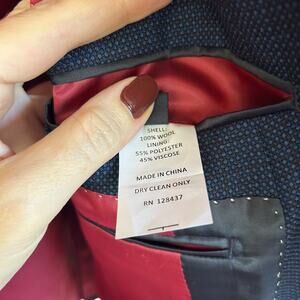 SHELL:
100% WOOL
LINING:
55% POLYESTER
45% VISCOSE
MADE IN CHINA
DRY CLEAN ONLY
RN 128437